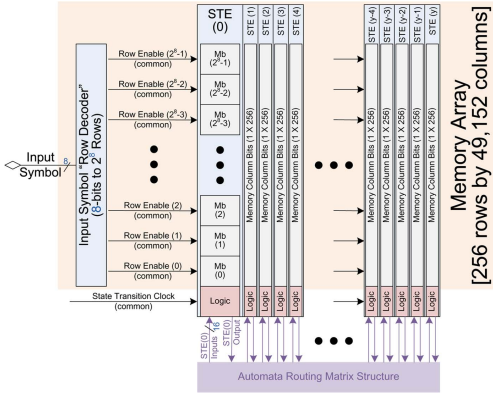 STE
(0)
STE (1)
STE (2)
STE (3)
STE (4)
STE (y-4)
STE (y-3)
STE (y-2)
STE (y-1)
STE (y)
Input Symbol "Row Decoder"
(8-bits to 2⁸ Rows)
Input
Symbol
8
Row Enable (2⁸-1)
(common)
Row Enable (2⁸-2)
(common)
Row Enable (2⁸-3)
(common)
Row Enable (2)
(common)
Row Enable (1)
(common)
Row Enable (0)
(common)
State Transition Clock
(common)
Mb
(2⁸-1)
Mb
(2⁸-2)
Mb
(2⁸-3)
Mb
(2)
Mb
(1)
Mb
(0)
Logic
Memory Column Bits (1 X 256)
Memory Column Bits (1 X 256)
Memory Column Bits (1 X 256)
Memory Column Bits (1 X 256)
Memory Column Bits (1 X 256)
Memory Column Bits (1 X 256)
Memory Column Bits (1 X 256)
Memory Column Bits (1 X 256)
Memory Column Bits (1 X 256)
Logic
Logic
Logic
Logic
Logic
Logic
Logic
Logic
Logic
Memory Array
[256 rows by 49,152 columns]
STE(0)
Inputs
16
STE(0)
Output
Automata Routing Matrix Structure